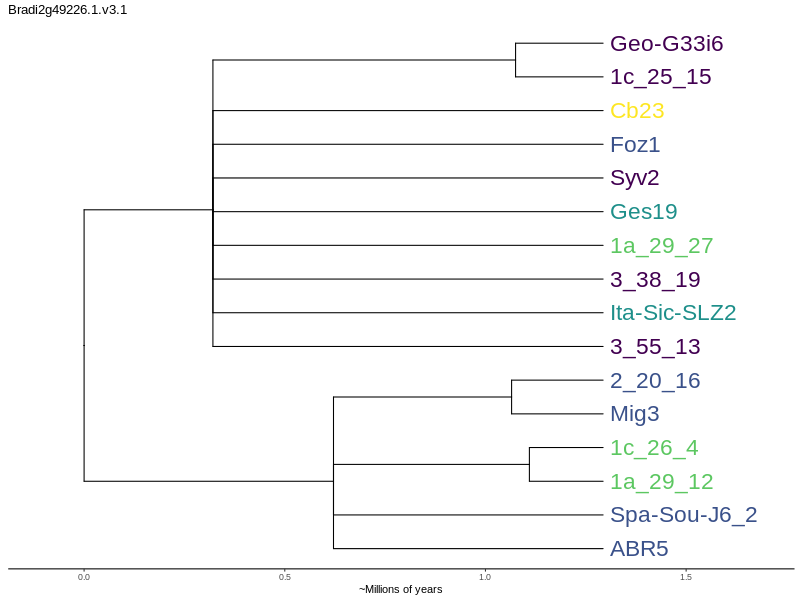 Bradi2g49226.1.v3.1
Geo-G33i6
1c_25_15
Cb23
Foz1
Syv2
Ges19
1a_29_27
3_38_19
Ita-Sic-SLZ2
3_55_13
2_20_16
Mig3
1c_26_4
1a_29_12
Spa-Sou-J6_2
ABR5
0.0 0.5 1.0 1.5
~Millions of years